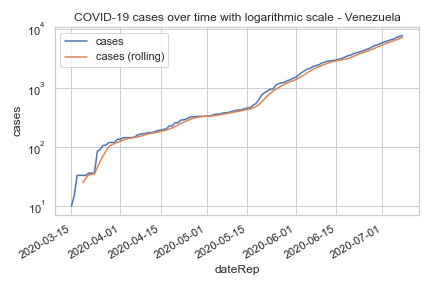 COVID-19 cases over time with logarithmic scale - Venezuela
cases
cases (rolling)
10⁴
10³
10²
10¹
cases
2020-03-15
2020-04-01
2020-04-15
2020-05-01
2020-05-15
2020-06-01
2020-06-15
2020-07-01
dateRep